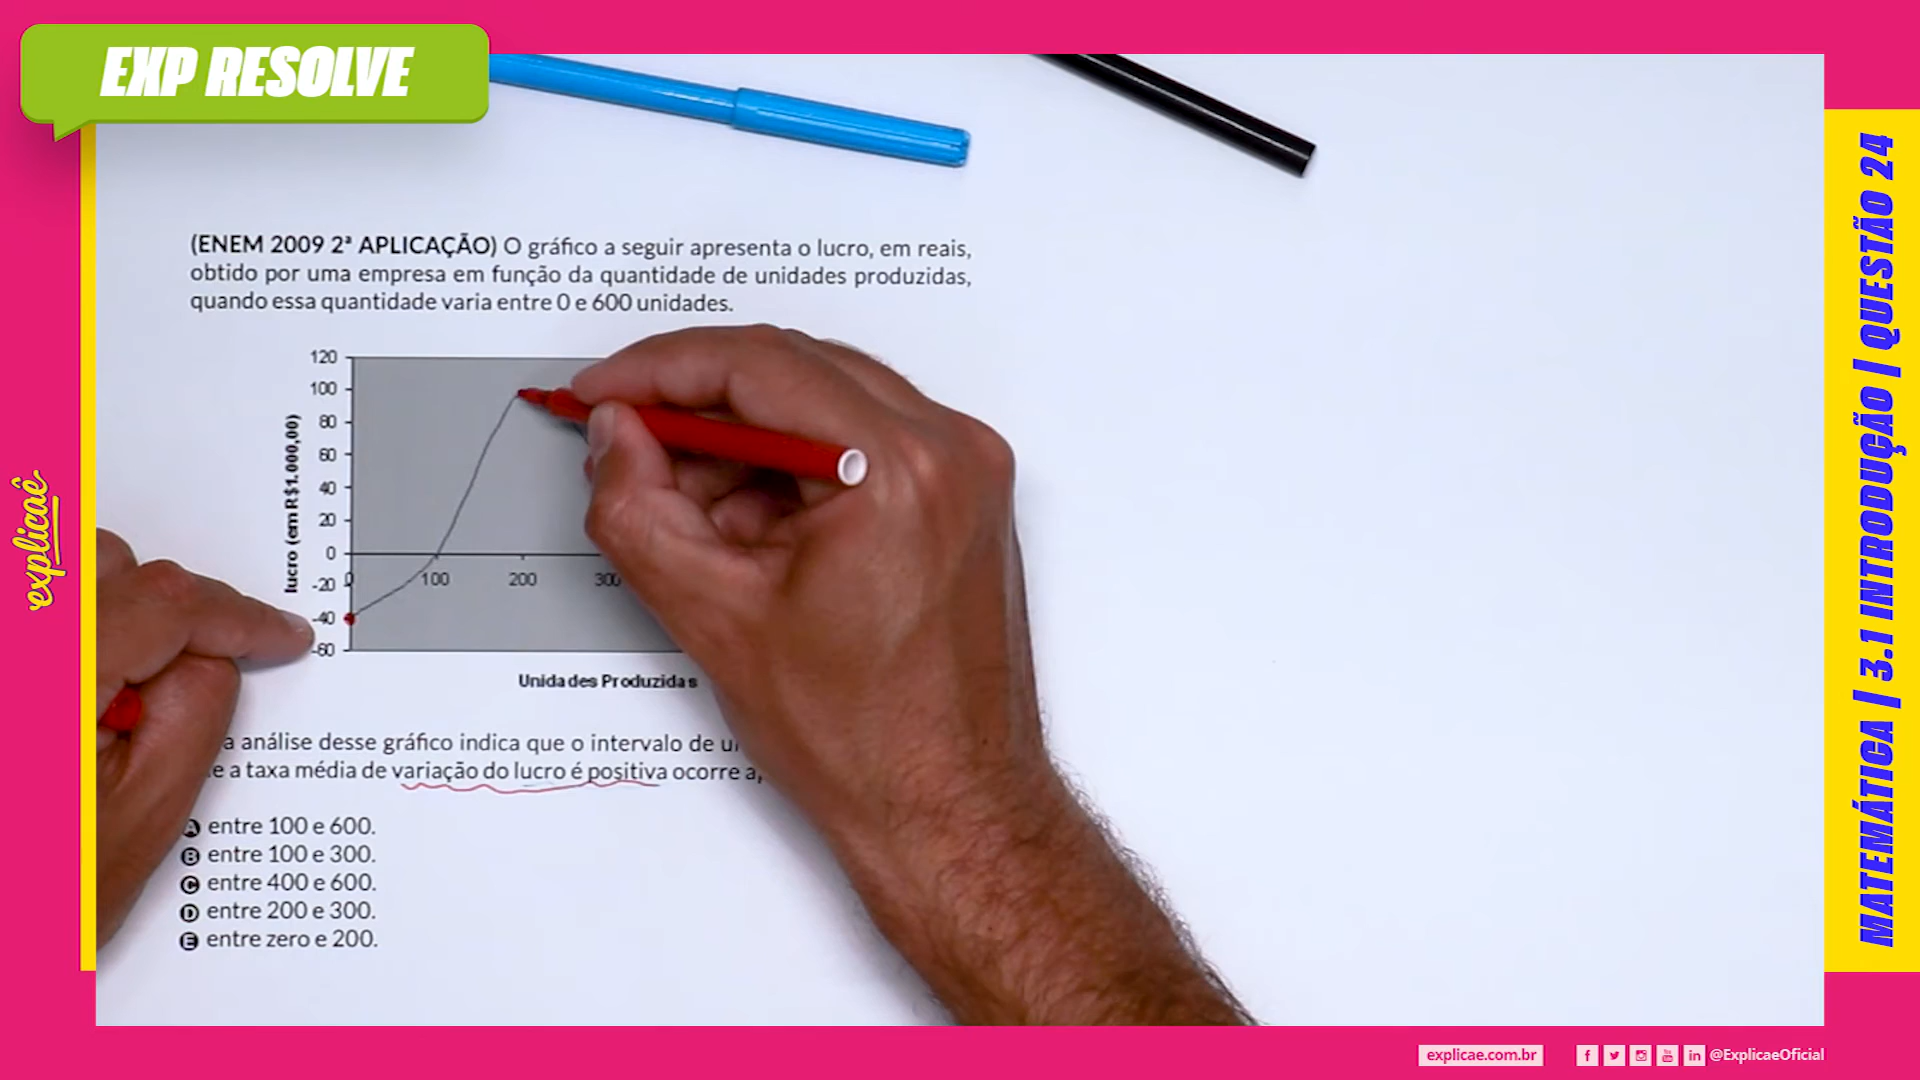 EXP RESOLVE
(ENEM 2009 2ª APLICAÇÃO) O gráfico a seguir apresenta o lucro, em reais,
obtido por uma empresa em função da quantidade de unidades produzidas,
quando essa quantidade varia entre 0 e 600 unidades.
120
100
80
60
40
20
0
-20
-40
-60
lucro (em R$1.000,00)
0 100 200 300
Unidades Produzidas
a análise desse gráfico indica que o intervalo de
e a taxa média de variação do lucro é positiva ocorre
A entre 100 e 600.
B entre 100 e 300.
C entre 400 e 600.
D entre 200 e 300.
E entre zero e 200.
explicaê
MATEMÁTICA | 3.1 INTRODUÇÃO | QUESTÃO 24
explicae.com.br
@ExplicaeOficial